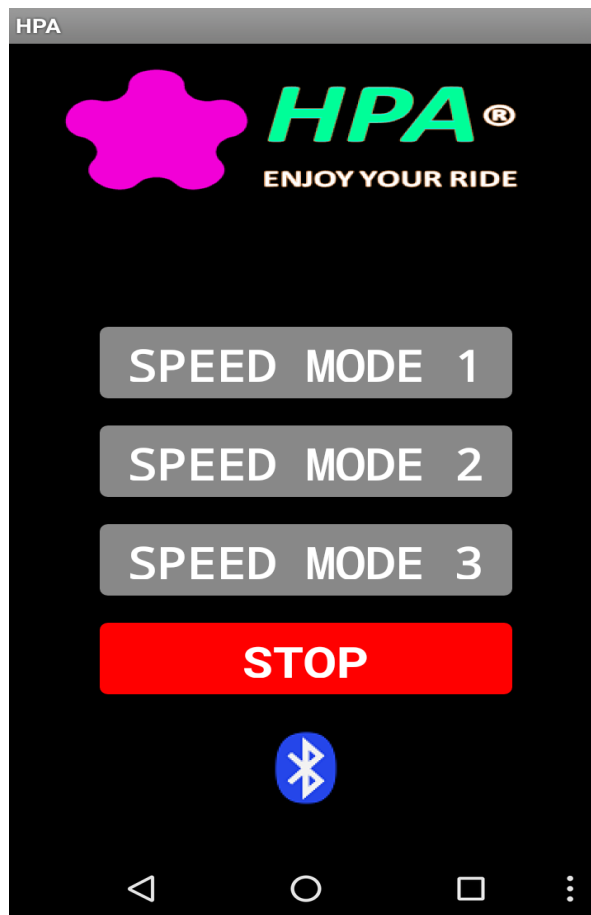 HPA
HPA®
ENJOY YOUR RIDE
SPEED MODE 1
SPEED MODE 2
SPEED MODE 3
STOP